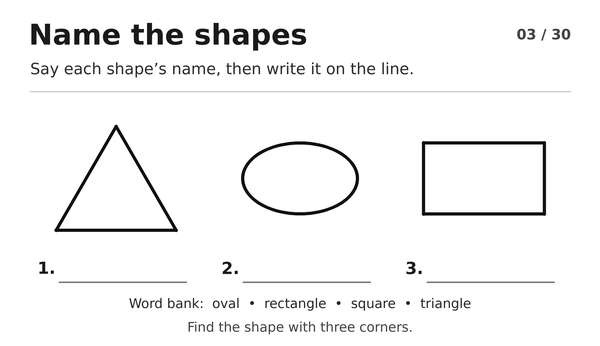 Name the shapes
03 / 30
Say each shape’s name, then write it on the line.
1.
2.
3.
Word bank:  oval  •  rectangle  •  square  •  triangle
Find the shape with three corners.